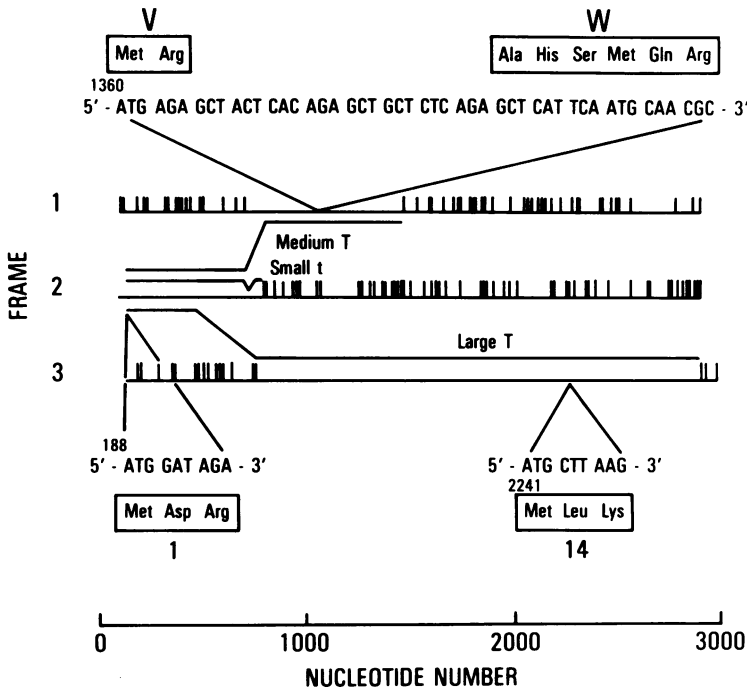 V W
Met Arg Ala His Ser Met Gln Arg
1360
5' - ATG AGA GCT ACT CAC AGA GCT GCT CTC AGA GCT CAT TCA ATG CAA CGC - 3'
1
Medium T
Small t
2
FRAME
Large T
3
188
5' - ATG GAT AGA - 3' 5' - ATG CTT AAG - 3'
2241
Met Asp Arg Met Leu Lys
1 14
0 1000 2000 3000
NUCLEOTIDE NUMBER